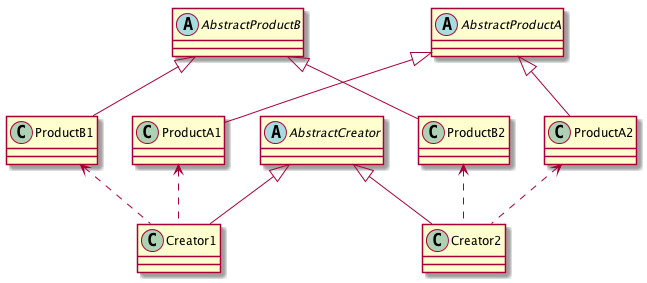 A AbstractProductB
A AbstractProductA
C ProductB1
C ProductA1
A AbstractCreator
C ProductB2
C ProductA2
C Creator1
C Creator2